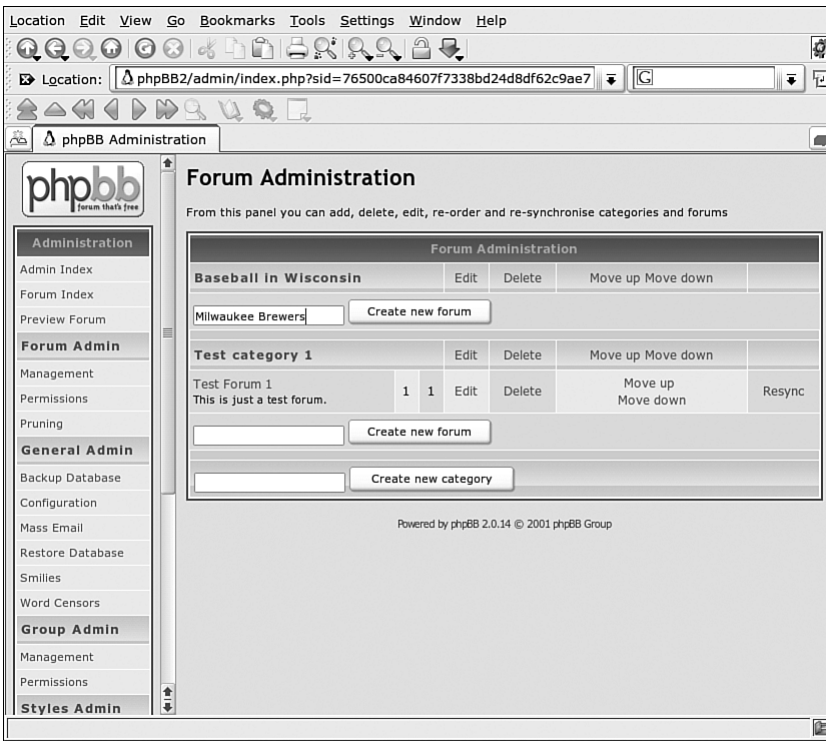 Location Edit View Go Bookmarks Tools Settings Window Help
Location: phpBB2/admin/index.php?sid=76500ca84607f7338bd24d8df62c9ae7 G
phpBB Administration
phpbb
forum that's free
Administration
Admin Index
Forum Index
Preview Forum
Forum Admin
Management
Permissions
Pruning
General Admin
Backup Database
Configuration
Mass Email
Restore Database
Smilies
Word Censors
Group Admin
Management
Permissions
Styles Admin
Forum Administration
From this panel you can add, delete, edit, re-order and re-synchronise categories and forums
Forum Administration
Baseball in Wisconsin Edit Delete Move up Move down
Milwaukee Brewers Create new forum
Test category 1 Edit Delete Move up Move down
Test Forum 1 1 1 Edit Delete Move up Resync
This is just a test forum. Move down
Create new forum
Create new category
Powered by phpBB 2.0.14 © 2001 phpBB Group